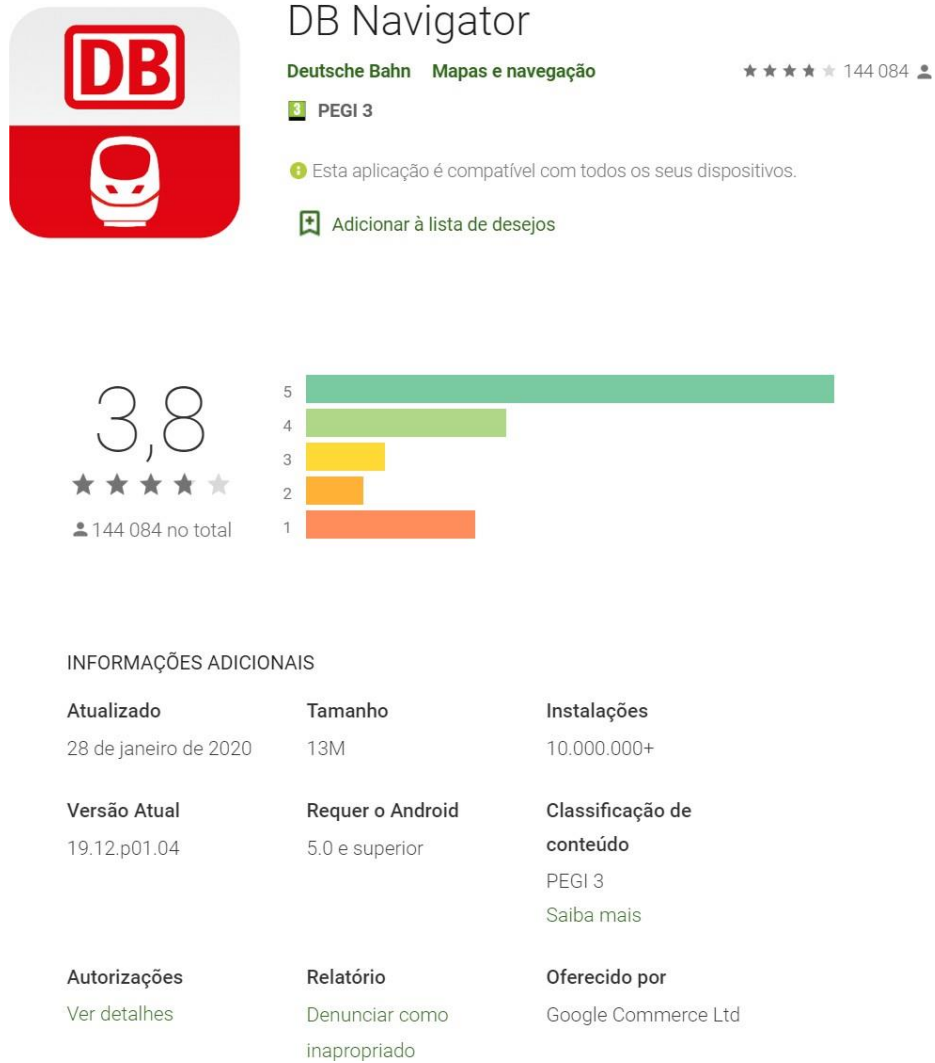 DB
DB Navigator
Deutsche Bahn Mapas e navegação 144 084
3 PEGI 3
Esta aplicação é compatível com todos os seus dispositivos.
Adicionar à lista de desejos
3,8
144 084 no total
5
4
3
2
1
INFORMAÇÕES ADICIONAIS
Atualizado Tamanho Instalações
28 de janeiro de 2020 13M 10.000.000+
Versão Atual Requer o Android Classificação de
conteúdo
19.12.p01.04 5.0 e superior
PEGI 3
Saiba mais
Autorizações Relatório Oferecido por
Ver detalhes Denunciar como Google Commerce Ltd
inapropriado